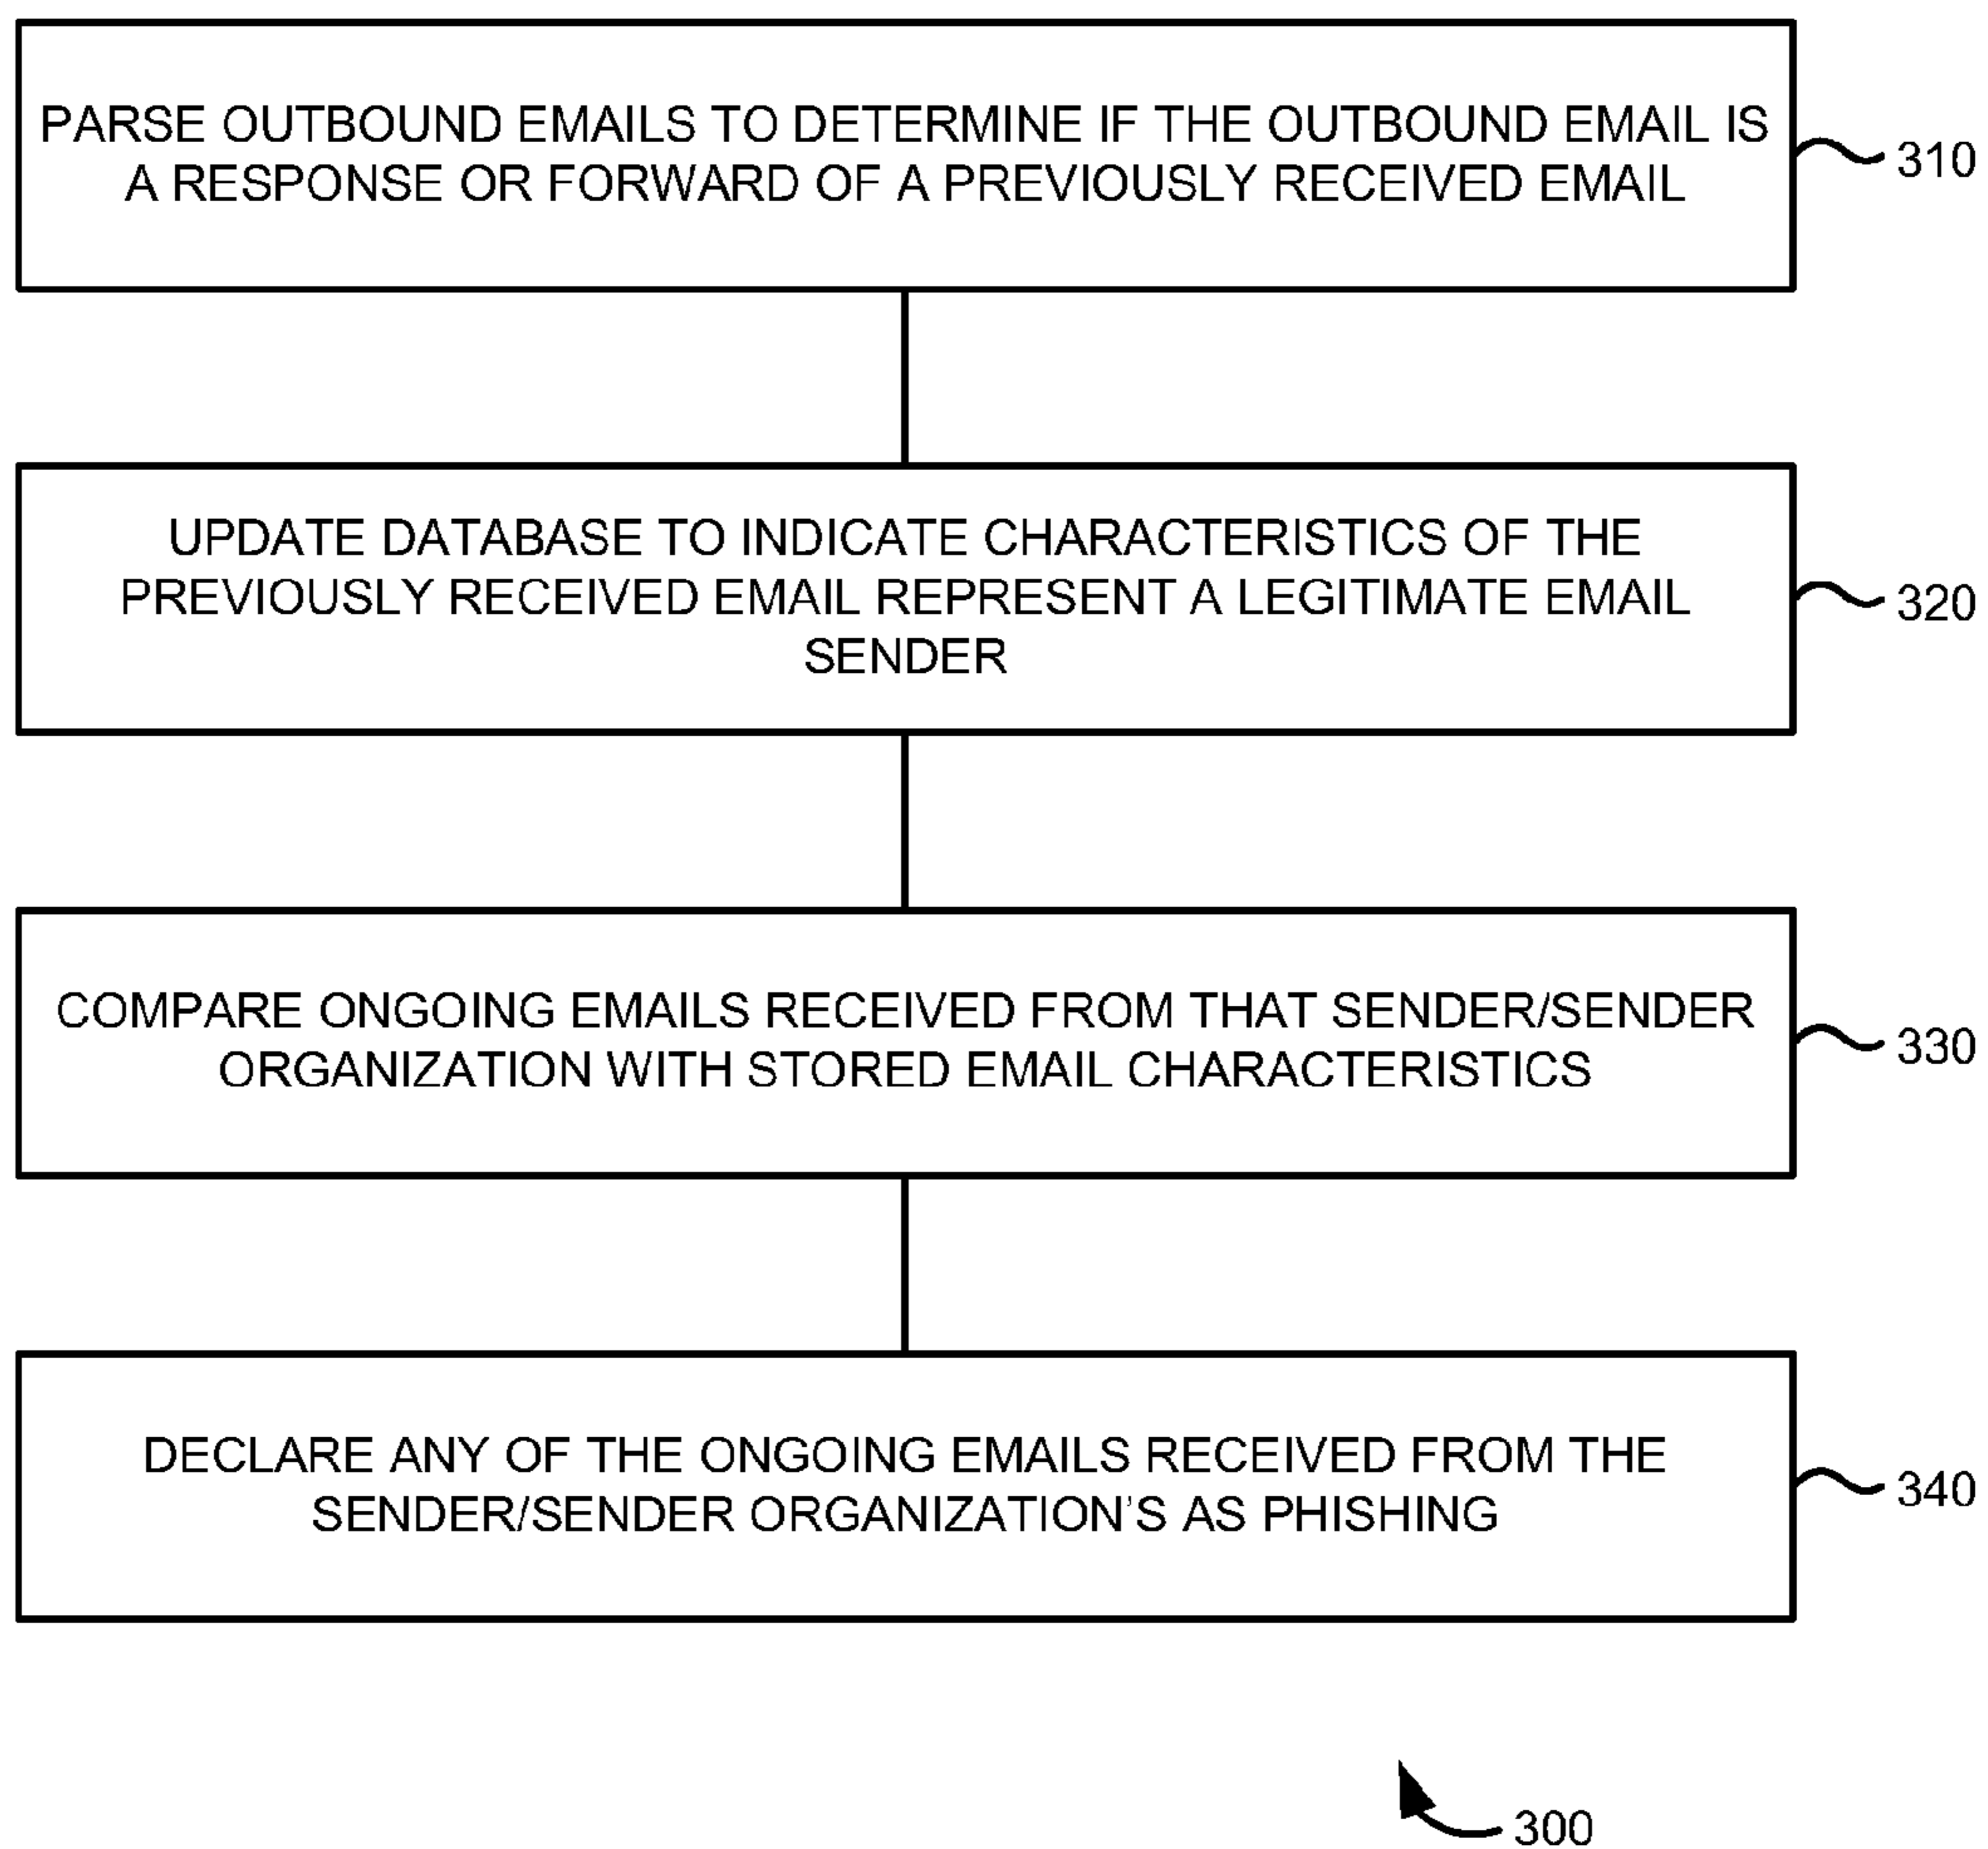 PARSE OUTBOUND EMAILS TO DETERMINE IF THE OUTBOUND EMAIL IS
A RESPONSE OR FORWARD OF A PREVIOUSLY RECEIVED EMAIL
310
UPDATE DATABASE TO INDICATE CHARACTERISTICS OF THE
PREVIOUSLY RECEIVED EMAIL REPRESENT A LEGITIMATE EMAIL
SENDER
320
COMPARE ONGOING EMAILS RECEIVED FROM THAT SENDER/SENDER
ORGANIZATION WITH STORED EMAIL CHARACTERISTICS
330
DECLARE ANY OF THE ONGOING EMAILS RECEIVED FROM THE
SENDER/SENDER ORGANIZATION'S AS PHISHING
340
300